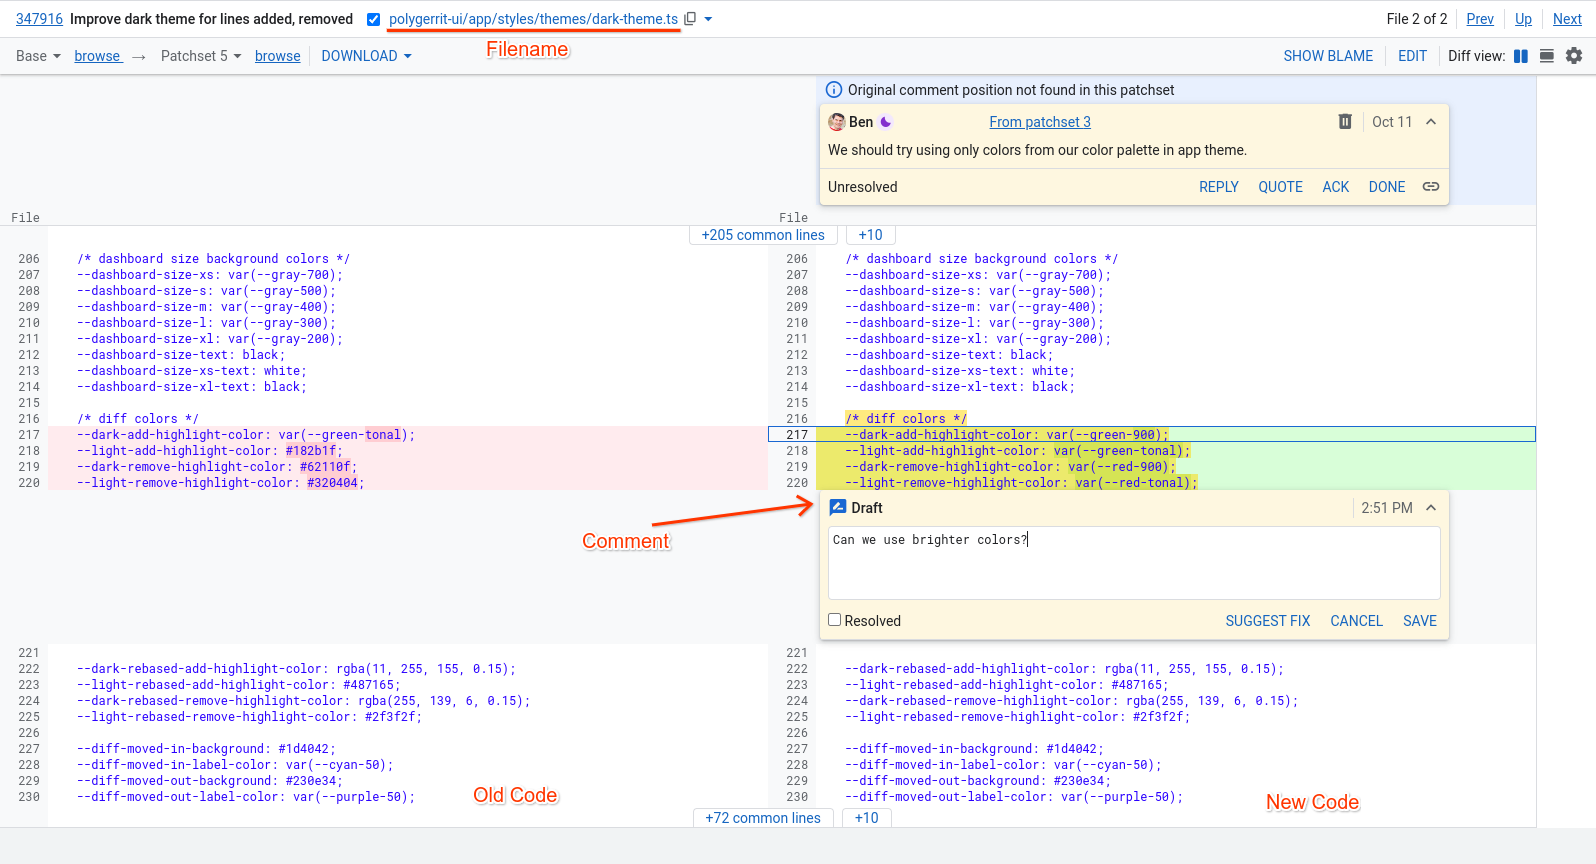 347916 Improve dark theme for lines added, removed polygerrit-ui/app/styles/themes/dark-theme.ts File 2 of 2 Prev Up Next
Filename
Base browse → Patchset 5 browse DOWNLOAD SHOW BLAME EDIT Diff view:
Original comment position not found in this patchset
Ben From patchset 3 Oct 11
We should try using only colors from our color palette in app theme.
Unresolved REPLY QUOTE ACK DONE
File File
+205 common lines +10
206 /* dashboard size background colors */ 206 /* dashboard size background colors */
207 --dashboard-size-xs: var(--gray-700); 207 --dashboard-size-xs: var(--gray-700);
208 --dashboard-size-s: var(--gray-500); 208 --dashboard-size-s: var(--gray-500);
209 --dashboard-size-m: var(--gray-400); 209 --dashboard-size-m: var(--gray-400);
210 --dashboard-size-l: var(--gray-300); 210 --dashboard-size-l: var(--gray-300);
211 --dashboard-size-xl: var(--gray-200); 211 --dashboard-size-xl: var(--gray-200);
212 --dashboard-size-text: black; 212 --dashboard-size-text: black;
213 --dashboard-size-xs-text: white; 213 --dashboard-size-xs-text: white;
214 --dashboard-size-xl-text: black; 214 --dashboard-size-xl-text: black;
215 215
216 /* diff colors */ 216 /* diff colors */
217 --dark-add-highlight-color: var(--green-tonal); 217 --dark-add-highlight-color: var(--green-900);
218 --light-add-highlight-color: #182b1f; 218 --light-add-highlight-color: var(--green-tonal);
219 --dark-remove-highlight-color: #62110f; 219 --dark-remove-highlight-color: var(--red-900);
220 --light-remove-highlight-color: #320404; 220 --light-remove-highlight-color: var(--red-tonal);
Draft 2:51 PM
Comment
Can we use brighter colors?
Resolved SUGGEST FIX CANCEL SAVE
221 221
222 --dark-rebased-add-highlight-color: rgba(11, 255, 155, 0.15); 222 --dark-rebased-add-highlight-color: rgba(11, 255, 155, 0.15);
223 --light-rebased-add-highlight-color: #487165; 223 --light-rebased-add-highlight-color: #487165;
224 --dark-rebased-remove-highlight-color: rgba(255, 139, 6, 0.15); 224 --dark-rebased-remove-highlight-color: rgba(255, 139, 6, 0.15);
225 --light-rebased-remove-highlight-color: #2f3f2f; 225 --light-rebased-remove-highlight-color: #2f3f2f;
226 226
227 --diff-moved-in-background: #1d4042; 227 --diff-moved-in-background: #1d4042;
228 --diff-moved-in-label-color: var(--cyan-50); 228 --diff-moved-in-label-color: var(--cyan-50);
229 --diff-moved-out-background: #230e34; 229 --diff-moved-out-background: #230e34;
230 --diff-moved-out-label-color: var(--purple-50); 230 --diff-moved-out-label-color: var(--purple-50);
Old Code New Code
+72 common lines +10